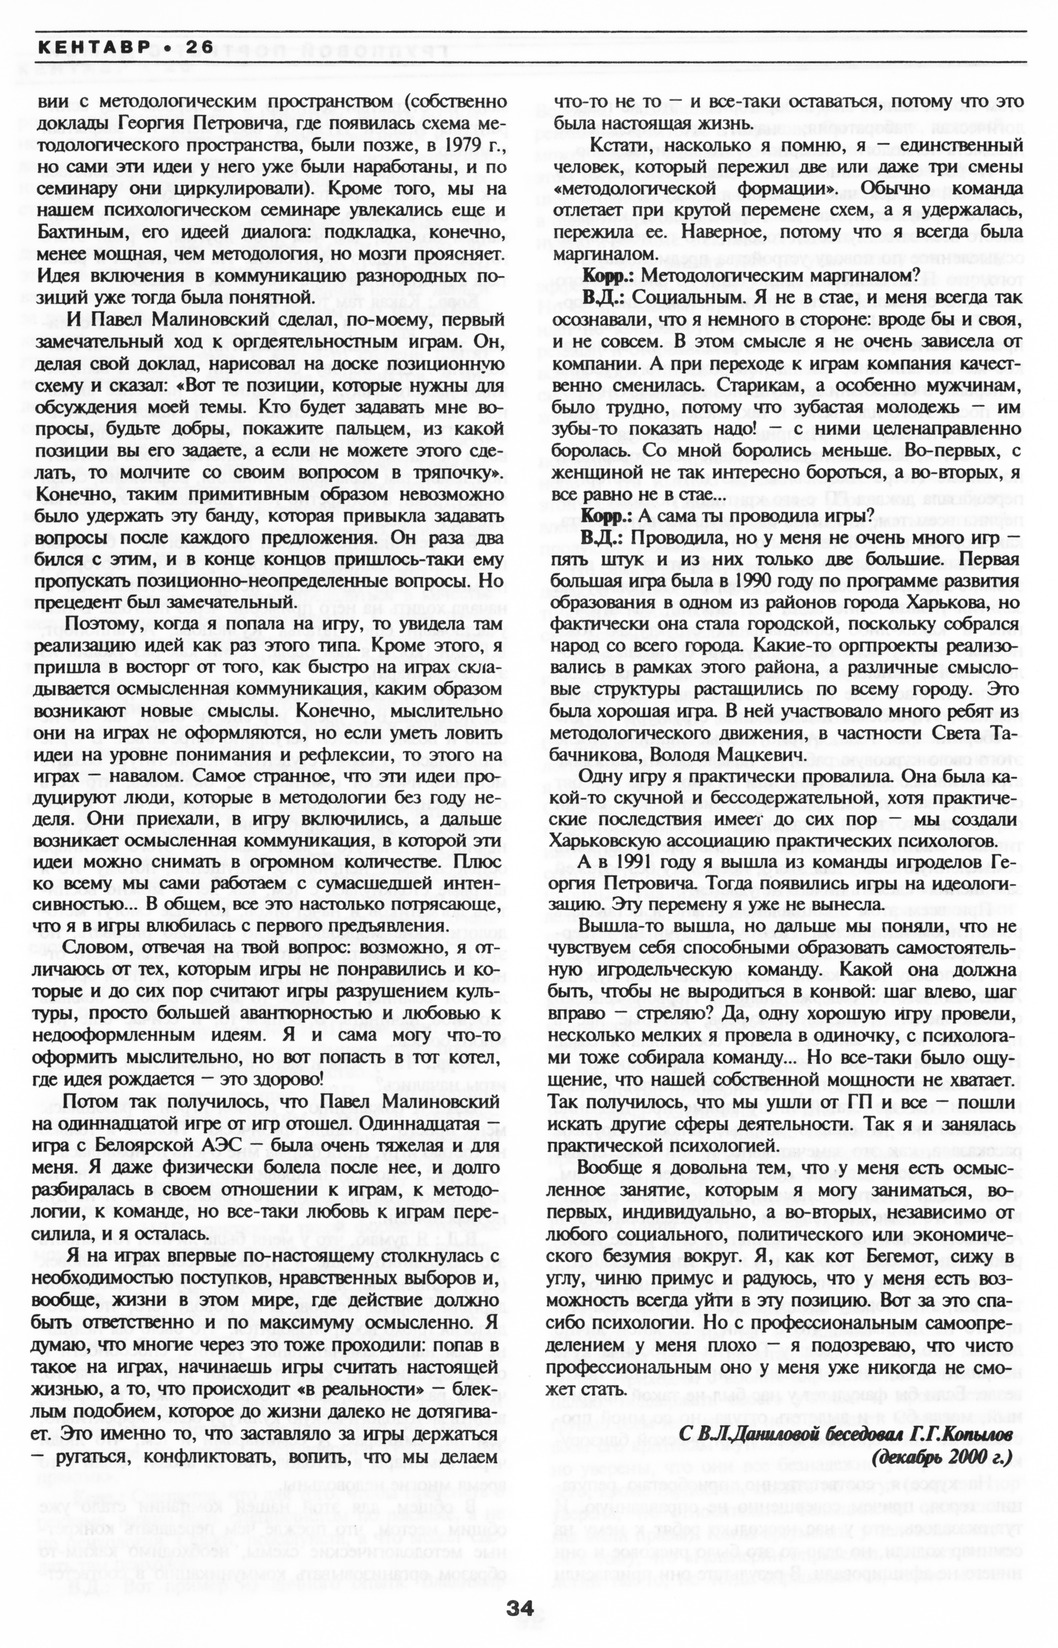 КЕНТАВР • 26
вии с методологическим пространством (собственно
доклады Георгия Петровича, где появилась схема ме-
тодологического пространства, были позже, в 1979 г.,
но сами эти идеи у него уже были наработаны, и по
семинару они циркулировали). Кроме того, мы на
нашем психологическом семинаре увлекались еще и
Бахтиным, его идеей диалога: подкладка, конечно,
менее мощная, чем методология, но мозги проясняет.
Идея включения в коммуникацию разнородных по-
зиций уже тогда была понятной.
И Павел Малиновский сделал, по-моему, первый
замечательный ход к оргдеятельностным играм. Он,
делая свой доклад, нарисовал на доске позиционную
схему и сказал: «Вот те позиции, которые нужны для
обсуждения моей темы. Кто будет задавать мне во-
просы, будьте добры, покажите пальцем, из какой
позиции вы его задаете, а если не можете этого сде-
лать, то молчите со своим вопросом в тряпочку».
Конечно, таким примитивным образом невозможно
было удержать эту банду, которая привыкла задавать
вопросы после каждого предложения. Он раза два
бился с этим, и в конце концов пришлось-таки ему
пропускать позиционно-неопределенные вопросы. Но
прецедент был замечательный.
Поэтому, когда я попала на игру, то увидела там
реализацию идей как раз этого типа. Кроме этого, я
пришла в восторг от того, как быстро на играх скла-
дывается осмысленная коммуникация, каким образом
возникают новые смыслы. Конечно, мыслительно
они на играх не оформляются, но если уметь ловить
идеи на уровне понимания и рефлексии, то этого на
играх — навалом. Самое странное, что эти идеи про-
дуцируют люди, которые в методологии без году не-
деля. Они приехали, в игру включились, а дальше
возникает осмысленная коммуникация, в которой эти
идеи можно снимать в огромном количестве. Плюс
ко всему мы сами работаем с сумасшедшей интен-
сивностью... В общем, все это настолько потрясающе,
что я в игры влюбилась с первого предъявления.
Словом, отвечая на твой вопрос: возможно, я от-
личаюсь от тех, которым игры не понравились и ко-
торые и до сих пор считают игры разрушением куль-
туры, просто большей авантюрностью и любовью к
недооформленным идеям. Я и сама могу что-то
оформить мыслительно, но вот попасть в тот котел,
где идея рождается — это здорово!
Потом так получилось, что Павел Малиновский
на одиннадцатой игре от игр отошел. Одиннадцатая —
игра с Белоярской АЭС — была очень тяжелая и для
меня. Я даже физически болела после нее, и долго
разбиралась в своем отношении к играм, к методо-
логии, к команде, но все-таки любовь к играм пере-
силила, и я осталась.
Я на играх впервые по-настоящему столкнулась с
необходимостью поступков, нравственных выборов и,
вообще, жизни в этом мире, где действие должно
быть ответственно и по максимуму осмысленно. Я
думаю, что многие через это тоже проходили: попав в
такое на играх, начинаешь игры считать настоящей
жизнью, а то, что происходит «в реальности» — блек-
лым подобием, которое до жизни далеко не дотягива-
ет. Это именно то, что заставляло за игры держаться
— ругаться, конфликтовать, вопить, что мы делаем
что-то не то — и все-таки оставаться, потому что это
была настоящая жизнь.
Кстати, насколько я помню, я — единственный
человек, который пережил две или даже три смены
«методологической формации». Обычно команда
отлетает при крутой перемене схем, а я удержалась,
пережила ее. Наверное, потому что я всегда была
маргиналом.
Корр.: Методологическим маргиналом?
В.Д.: Социальным. Я не в стае, и меня всегда так
осознавали, что я немного в стороне: вроде бы и своя,
и не совсем. В этом смысле я не очень зависела от
компании. А при переходе к играм компания качест-
венно сменилась. Старикам, а особенно мужчинам,
было трудно, потому что зубастая молодежь — им
зубы-то показать надо! — с ними целенаправленно
боролась. Со мной боролись меньше. Во-первых, с
женщиной не так интересно бороться, а во-вторых, я
все равно не в стае...
Корр.: А сама ты проводила игры?
В.Д.: Проводила, но у меня не очень много игр —
пять штук и из них только две большие. Первая
большая игра была в 1990 году по программе развития
образования в одном из районов города Харькова, но
фактически она стала городской, поскольку собрался
народ со всего города. Какие-то оргпроекты реализо-
вались в рамках этого района, а различные смысло-
вые структуры растащились по всему городу. Это
была хорошая игра. В ней участвовало много ребят из
методологического движения, в частности Света Та-
бачникова, Володя Мацкевич.
Одну игру я практически провалила. Она была ка-
кой-то скучной и бессодержательной, хотя практиче-
ские последствия имеет до сих пор — мы создали
Харьковскую ассоциацию практических психологов.
А в 1991 году я вышла из команды игроделов Ге-
оргия Петровича. Тогда появились игры на идеологи-
зацию. Эту перемену я уже не вынесла.
Вышла-то вышла, но дальше мы поняли, что не
чувствуем себя способными образовать самостоятель-
ную игродельческую команду. Какой она должна
быть, чтобы не выродиться в конвой: шаг влево, шаг
вправо — стреляю? Да, одну хорошую игру провели,
несколько мелких я провела в одиночку, с психолога-
ми тоже собирала команду... Но все-таки было ощу-
щение, что нашей собственной мощности не хватает.
Так получилось, что мы ушли от ГП и все — пошли
искать другие сферы деятельности. Так я и занялась
практической психологией.
Вообще я довольна тем, что у меня есть осмыс-
ленное занятие, которым я могу заниматься, во-
первых, индивидуально, а во-вторых, независимо от
любого социального, политического или экономиче-
ского безумия вокруг. Я, как кот Бегемот, сижу в
углу, чиню примус и радуюсь, что у меня есть воз-
можность всегда уйти в эту позицию. Вот за это спа-
сибо психологии. Но с профессиональным самоопре-
делением у меня плохо — я подозреваю, что чисто
профессиональным оно у меня уже никогда не смо-
жет стать.
С В.Л.Даниловой беседовал Г.Г.Копылов
(декабрь 2000 г.)
34